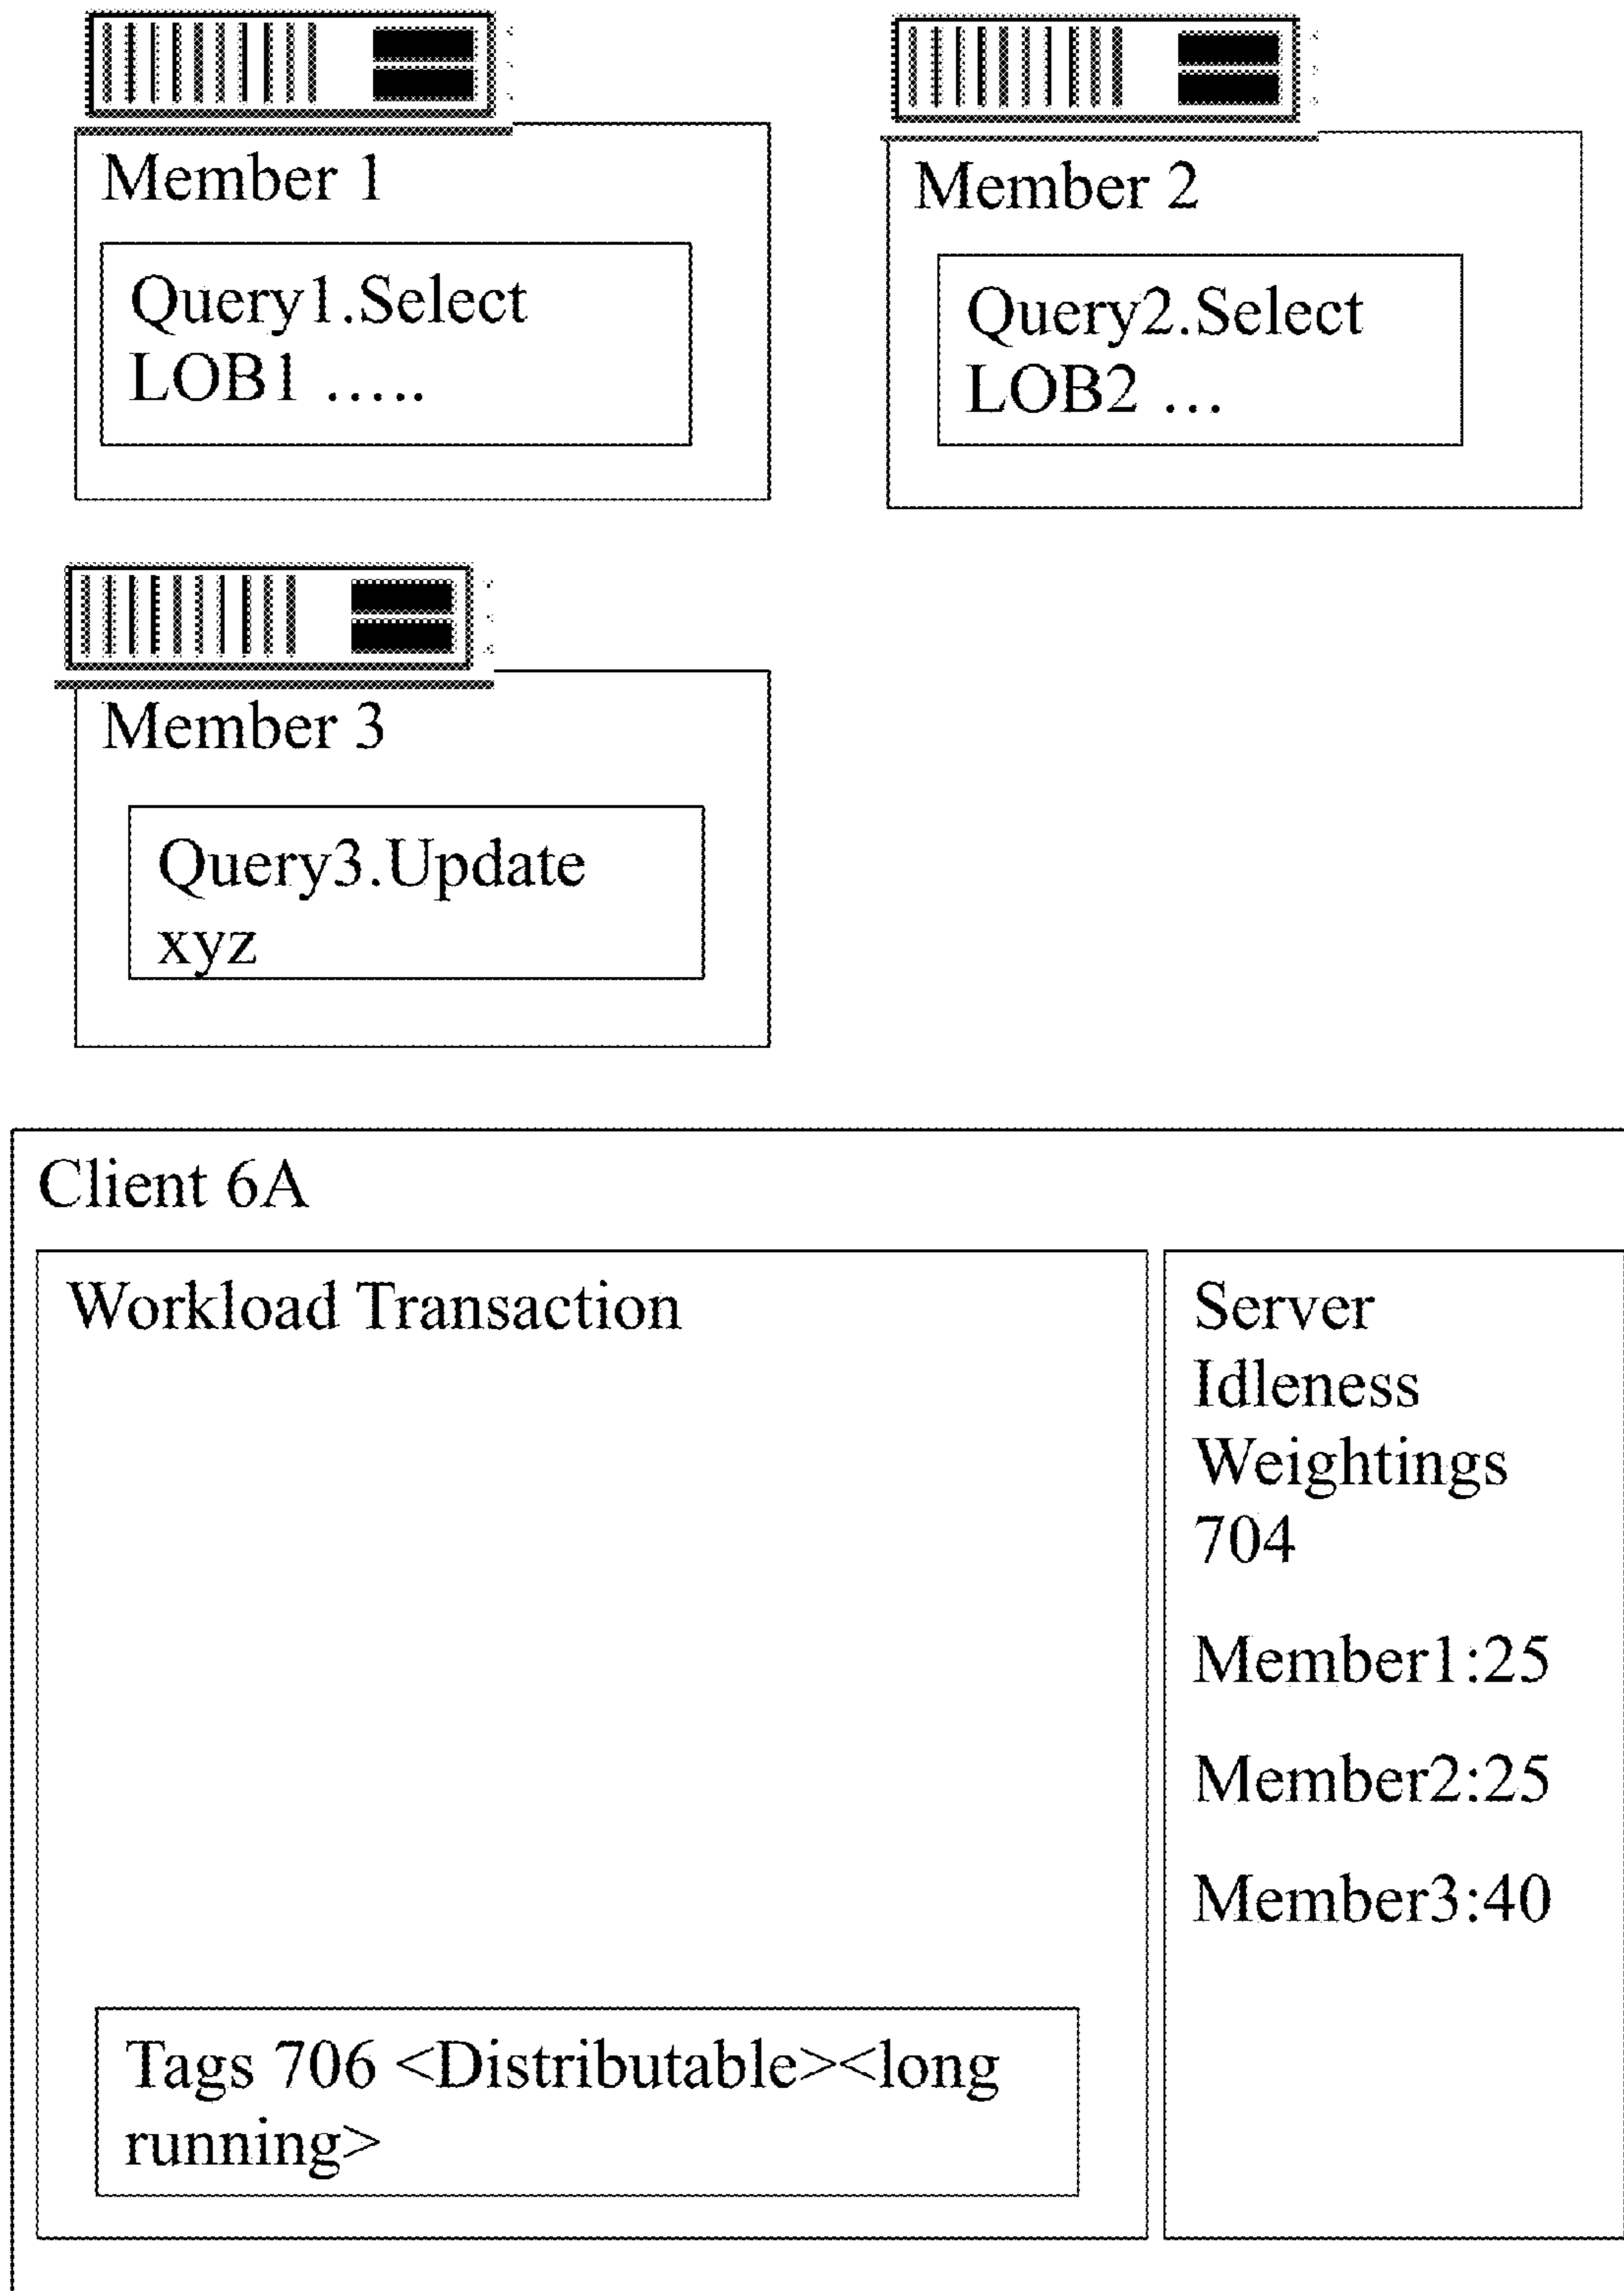 Member 1
Query1.Select
LOB1 .....
Member 2
Query2.Select
LOB2 ...
Member 3
Query3.Update
xyz
Client 6A
Workload Transaction
Tags 706 <Distributable><long
running>
Server
Idleness
Weightings
704
Member1:25
Member2:25
Member3:40